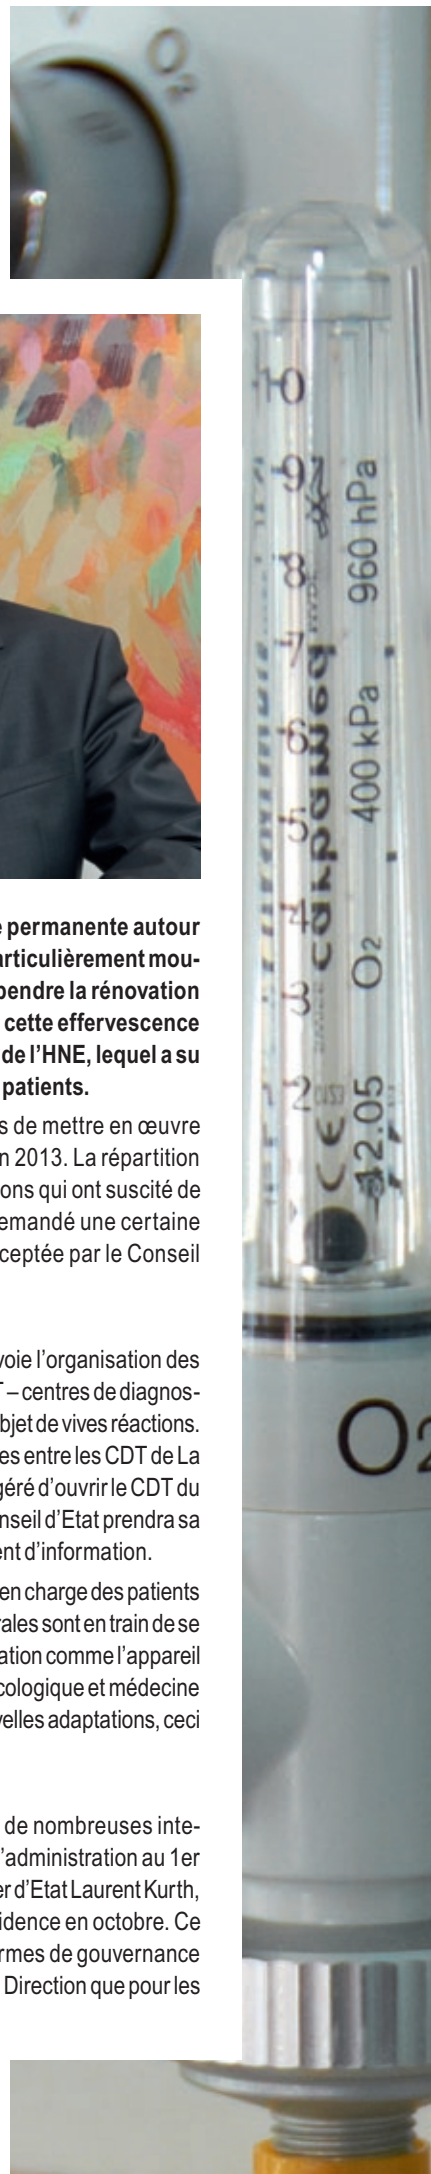 O2
10
9
8
7
6
5
4
3
2
carbamed
960 hPa
400 kPa
O2
12.05
CE
permanente autour
articulièrement mou-
pendre la rénovation
cette effervescence
de l’HNE, lequel a su
patients.
s de mettre en œuvre
n 2013. La répartition
ons qui ont suscité de
emandé une certaine
ceptée par le Conseil
voie l’organisation des
T – centres de diagnos-
bjet de vives réactions.
es entre les CDT de La
géré d’ouvrir le CDT du
nseil d’Etat prendra sa
ent d’information.
en charge des patients
rales sont en train de se
ation comme l’appareil
cologique et médecine
velles adaptations, ceci
de nombreuses inte-
’administration au 1er
er d’Etat Laurent Kurth,
idence en octobre. Ce
rmes de gouvernance
Direction que pour les
O2